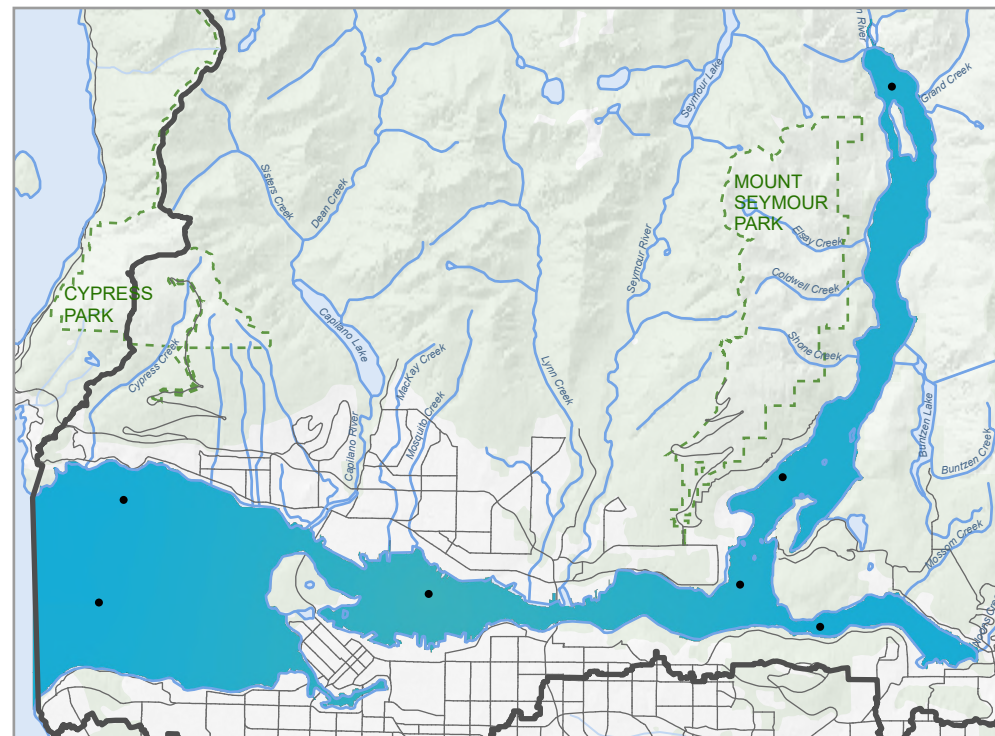 River
Grand Creek
Seymour Lake
MOUNT
SEYMOUR
PARK
Sisters Creek
Dean Creek
Elsay Creek
Seymour River
Coldwell Creek
CYPRESS
PARK
Capilano Lake
Shone Creek
Cypress Creek
MacKay Creek
Lynn Creek
Mosquito Creek
Buntzen Lake
Capilano River
Buntzen Creek
Mossom Creek